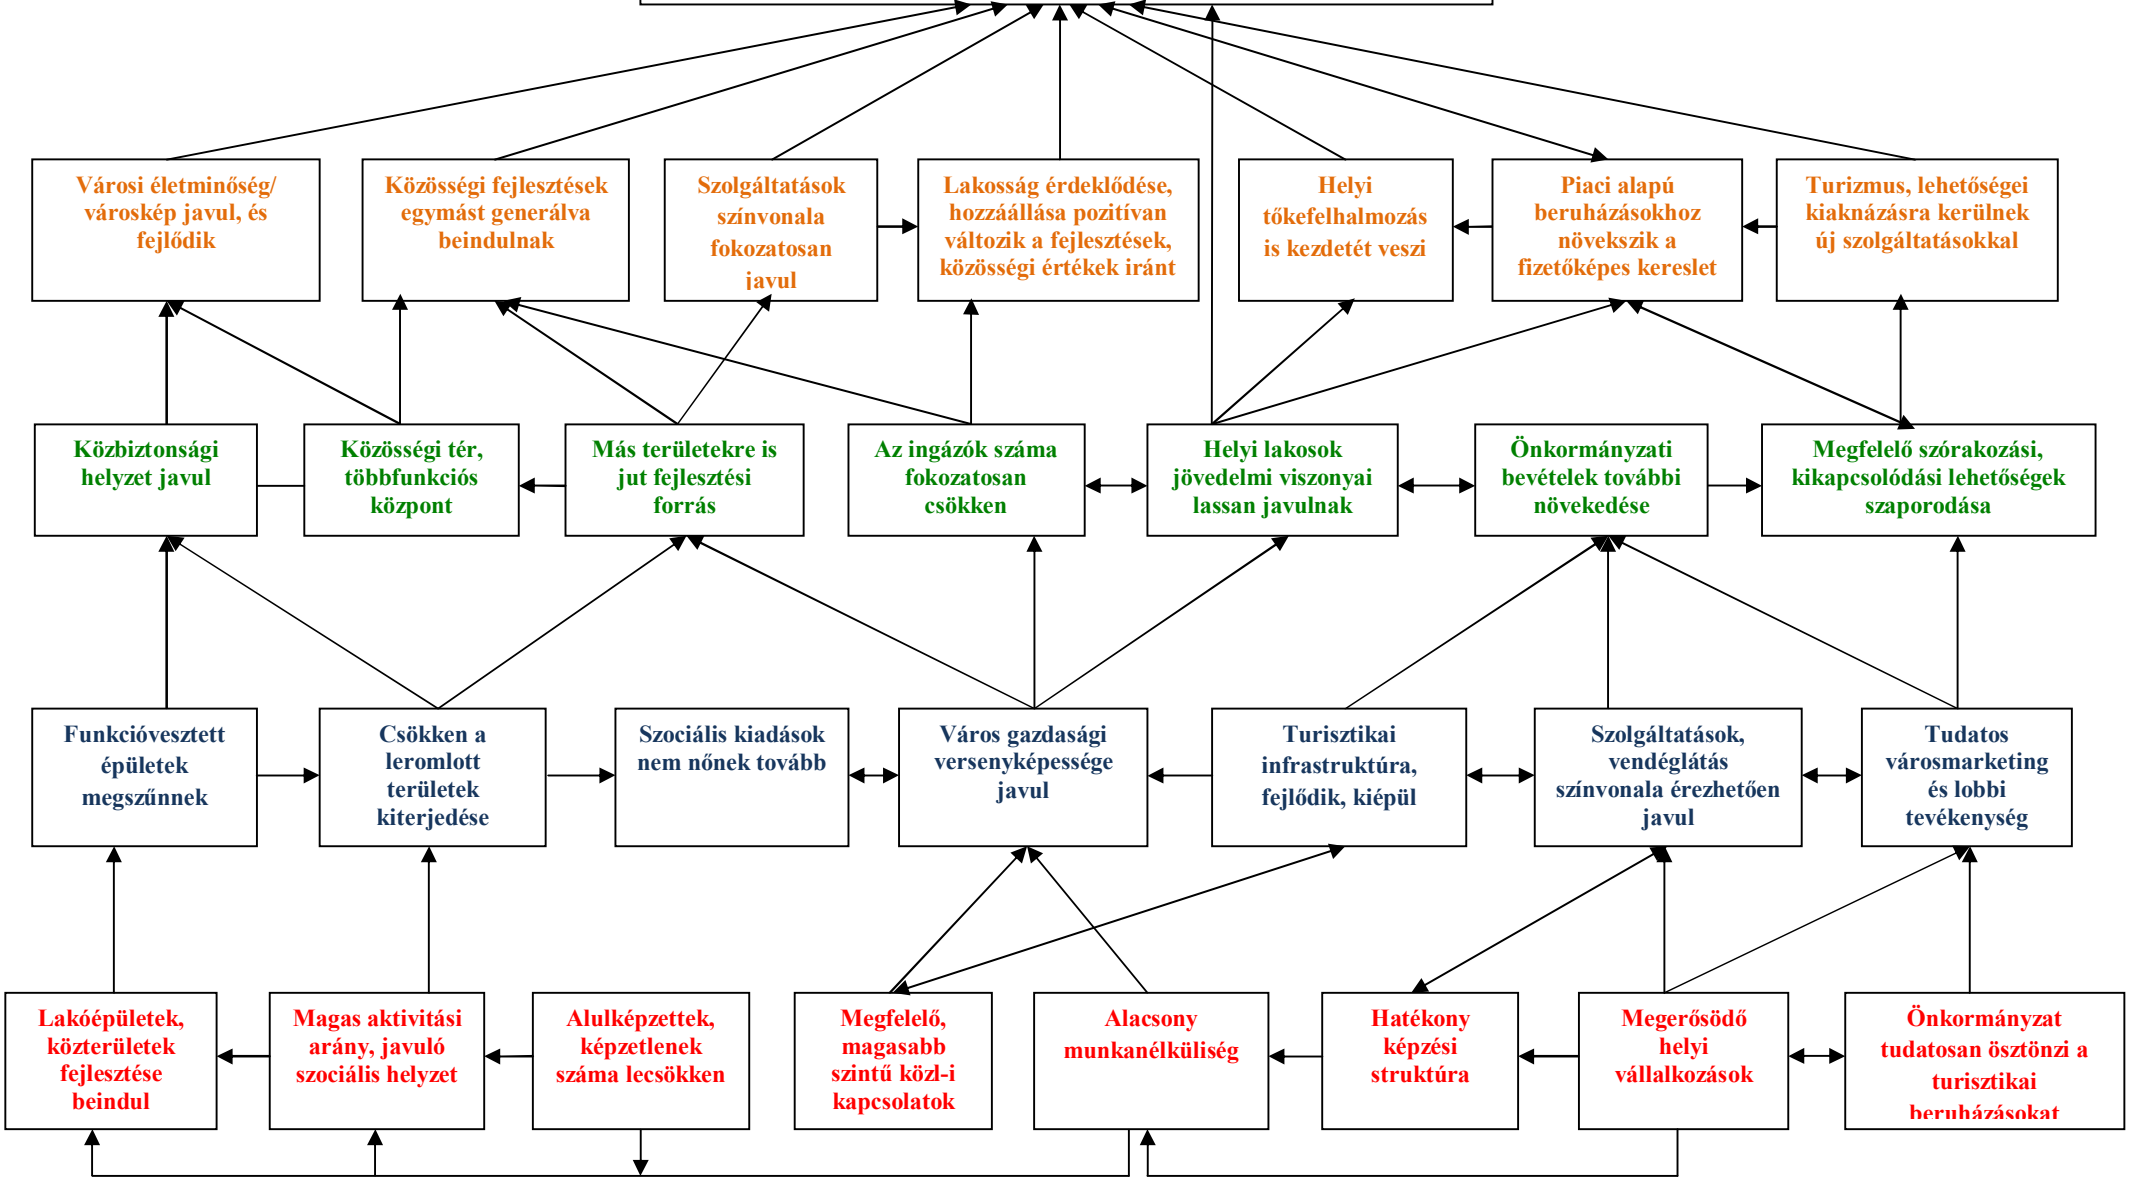 Városi életminőség/
városkép javul, és
fejlődik
Közösségi fejlesztések
egymást generálva
beindulnak
Szolgáltatások
színvonala
fokozatosan
javul
Lakosság érdeklődése,
hozzáállása pozitívan
változik a fejlesztések,
közösségi értékek iránt
Helyi
tőkefelhalmozás
is kezdetét veszi
Piaci alapú
beruházásokhoz
növekszik a
fizetőképes kereslet
Turizmus, lehetőségei
kiaknázásra kerülnek
új szolgáltatásokkal
Közbiztonsági
helyzet javul
Közösségi tér,
többfunkciós
központ
Más területekre is
jut fejlesztési
forrás
Az ingázók száma
fokozatosan
csökken
Helyi lakosok
jövedelmi viszonyai
lassan javulnak
Önkormányzati
bevételek további
növekedése
Megfelelő szórakozási,
kikapcsolódási lehetőségek
szaporodása
Funkcióvesztett
épületek
megszűnnek
Csökken a
leromlott
területek
kiterjedése
Szociális kiadások
nem nőnek tovább
Város gazdasági
versenyképessége
javul
Turisztikai
infrastruktúra,
fejlődik, kiépül
Szolgáltatások,
vendéglátás
színvonala érezhetően
javul
Tudatos
városmarketing
és lobbi
tevékenység
Lakóépületek,
közterületek
fejlesztése
beindul
Magas aktivitási
arány, javuló
szociális helyzet
Alulképzettek,
képzetlenek
száma lecsökken
Megfelelő,
magasabb
szintű közl-i
kapcsolatok
Alacsony
munkanélküliség
Hatékony
képzési
struktúra
Megerősödő
helyi
vállalkozások
Önkormányzat
tudatosan ösztönzi a
turisztikai
beruházásokat